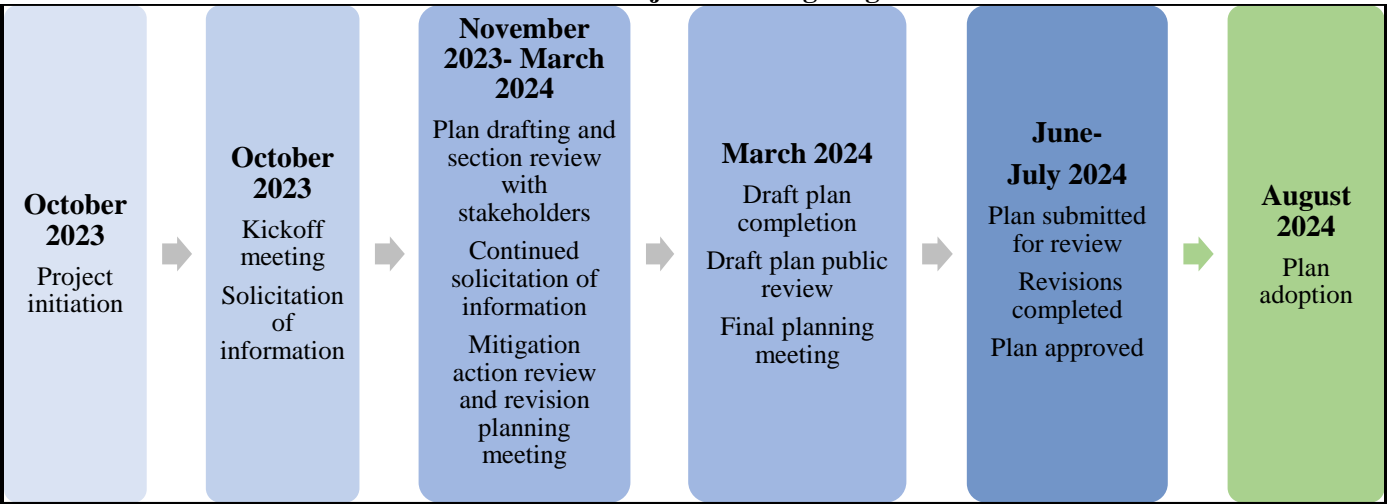 October
2023
Project
initiation
October
2023
Kickoff
meeting
Solicitation
of
information
November
2023- March
2024
Plan drafting and
section review
with
stakeholders
Continued
solicitation of
information
Mitigation
action review
and revision
planning
meeting
March 2024
Draft plan
completion
Draft plan public
review
Final planning
meeting
June-
July 2024
Plan submitted
for review
Revisions
completed
Plan approved
August
2024
Plan
adoption